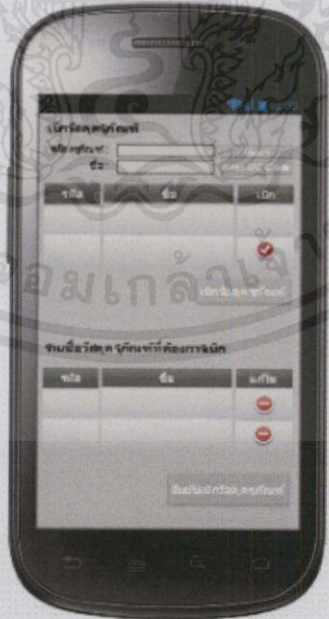 เบิกวัสดุครุภัณฑ์
รหัสครุภัณฑ์ :
ชื่อ :
รหัส ชื่อ เบิก
เบิกวัสดุครุภัณฑ์
รายชื่อวัสดุครุภัณฑ์ที่ต้องการเบิก
รหัส ชื่อ แก้ไข
ยืนยันเบิกวัสดุครุภัณฑ์